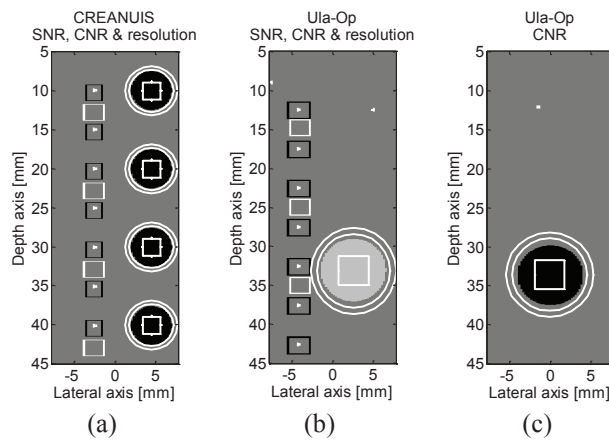 CREANUIS
SNR, CNR & resolution
Ula-Op
SNR, CNR & resolution
Ula-Op
CNR
Depth axis [mm]
5
10
15
20
25
30
35
40
45
-5 0 5
Lateral axis [mm]
(a)
Depth axis [mm]
5
10
15
20
25
30
35
40
45
-5 0 5
Lateral axis [mm]
(b)
Depth axis [mm]
5
10
15
20
25
30
35
40
45
-5 0 5
Lateral axis [mm]
(c)